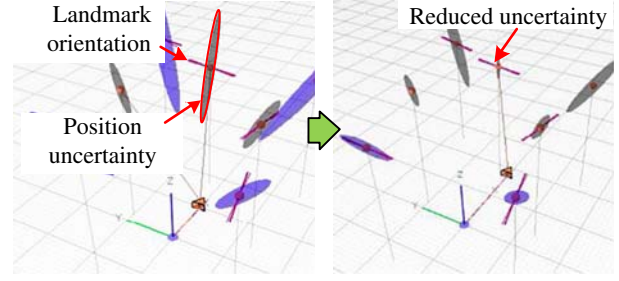 Landmark
orientation
Position
uncertainty
Z
Y
Reduced uncertainty
Z
Y